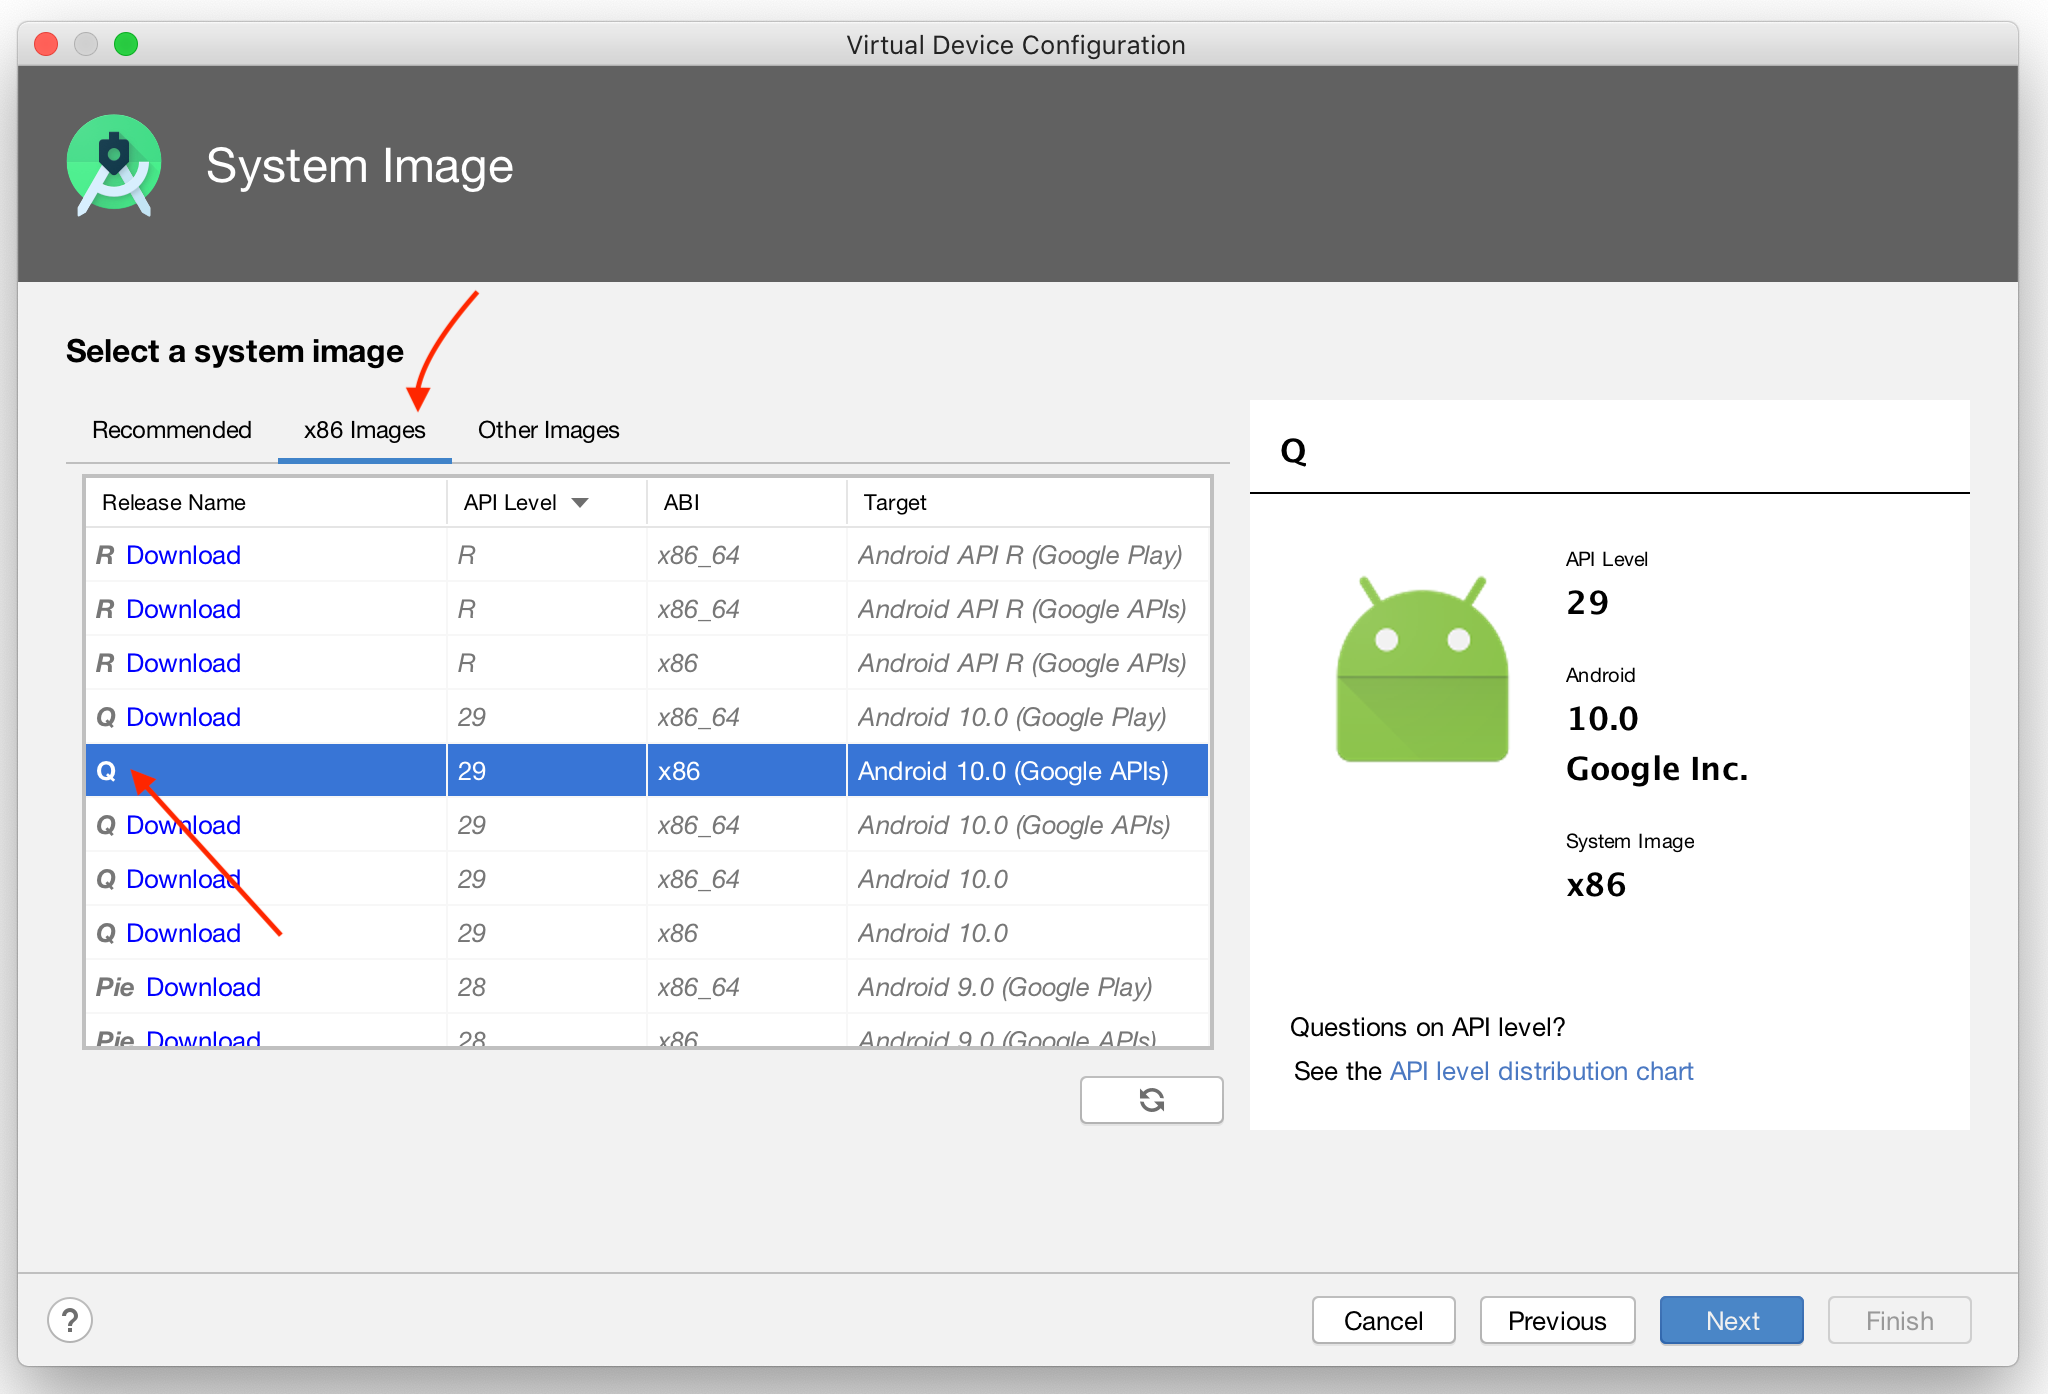 Virtual Device Configuration
System Image
Select a system image
Recommended x86 Images Other Images
Release Name API Level ABI Target
R Download R x86_64 Android API R (Google Play)
R Download R x86_64 Android API R (Google APIs)
R Download R x86 Android API R (Google APIs)
Q Download 29 x86_64 Android 10.0 (Google Play)
Q 29 x86 Android 10.0 (Google APIs)
Q Download 29 x86_64 Android 10.0 (Google APIs)
Q Download 29 x86_64 Android 10.0
Q Download 29 x86 Android 10.0
Pie Download 28 x86_64 Android 9.0 (Google Play)
Pie Download 28 x86 Android 9.0 (Google APIs)
Q
API Level
29
Android
10.0
Google Inc.
System Image
x86
Questions on API level?
See the API level distribution chart
? Cancel Previous Next Finish